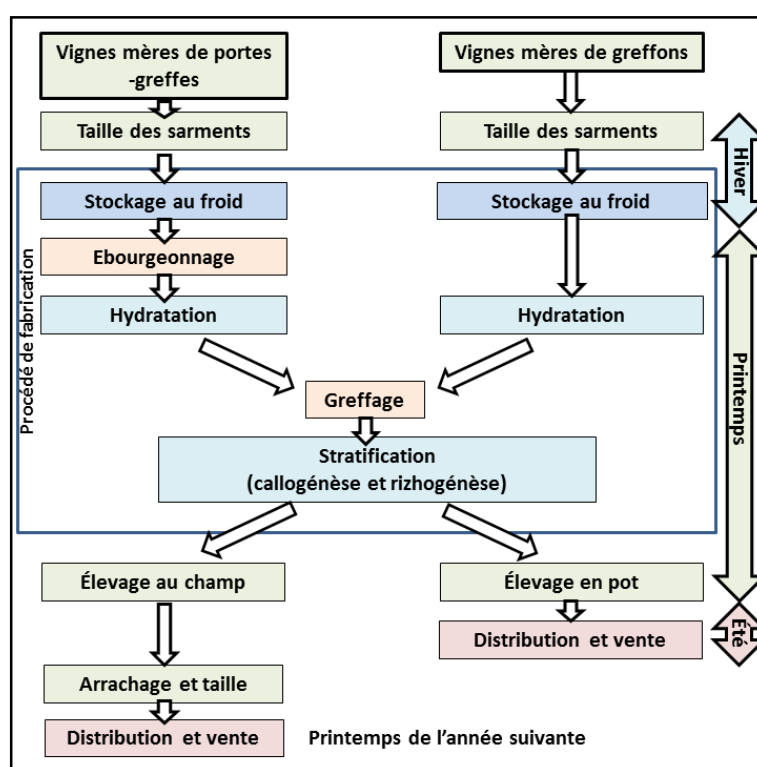 Vignes mères de portes
-greffes
Vignes mères de greffons
Taille des sarments
Taille des sarments
Hiver
Procédé de fabrication
Stockage au froid
Stockage au froid
Ebourgeonnage
Hydratation
Hydratation
Printemps
Greffage
Stratification
(callogénèse et rizhogénèse)
Élevage au champ
Élevage en pot
Distribution et vente
Été
Arrachage et taille
Distribution et vente
Printemps de l'année suivante